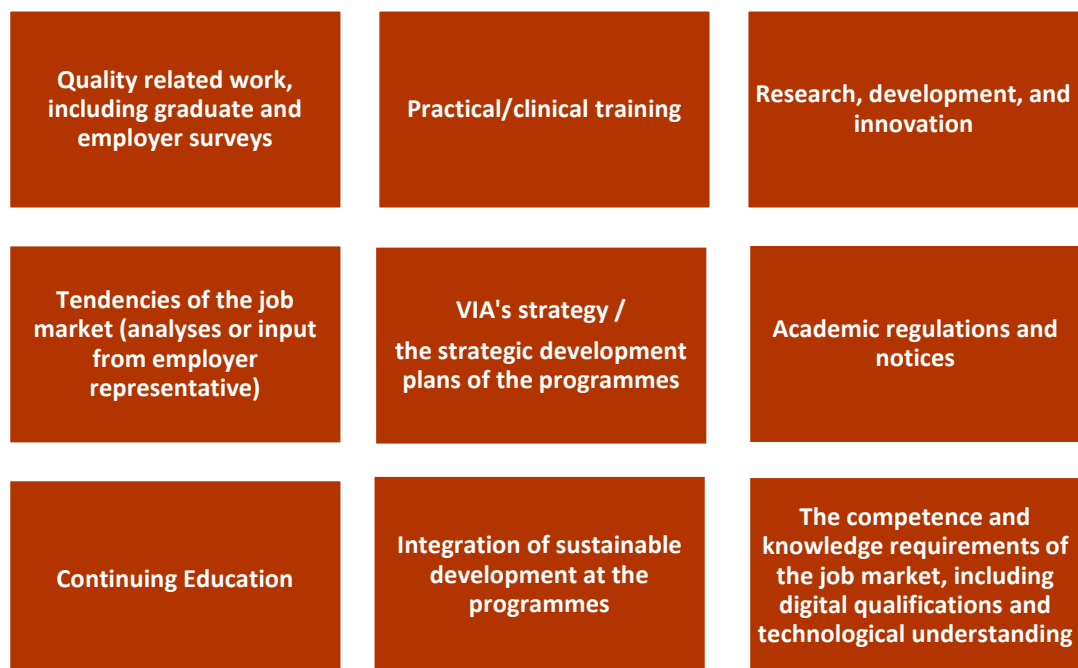 Quality related work,
including graduate and
employer surveys
Practical/clinical training
Research, development, and
innovation
Tendencies of the job
market (analyses or input
from employer
representative)
VIA's strategy /
the strategic development
plans of the programmes
Academic regulations and
notices
Continuing Education
Integration of sustainable
development at the
programmes
The competence and
knowledge requirements of
the job market, including
digital qualifications and
technological understanding